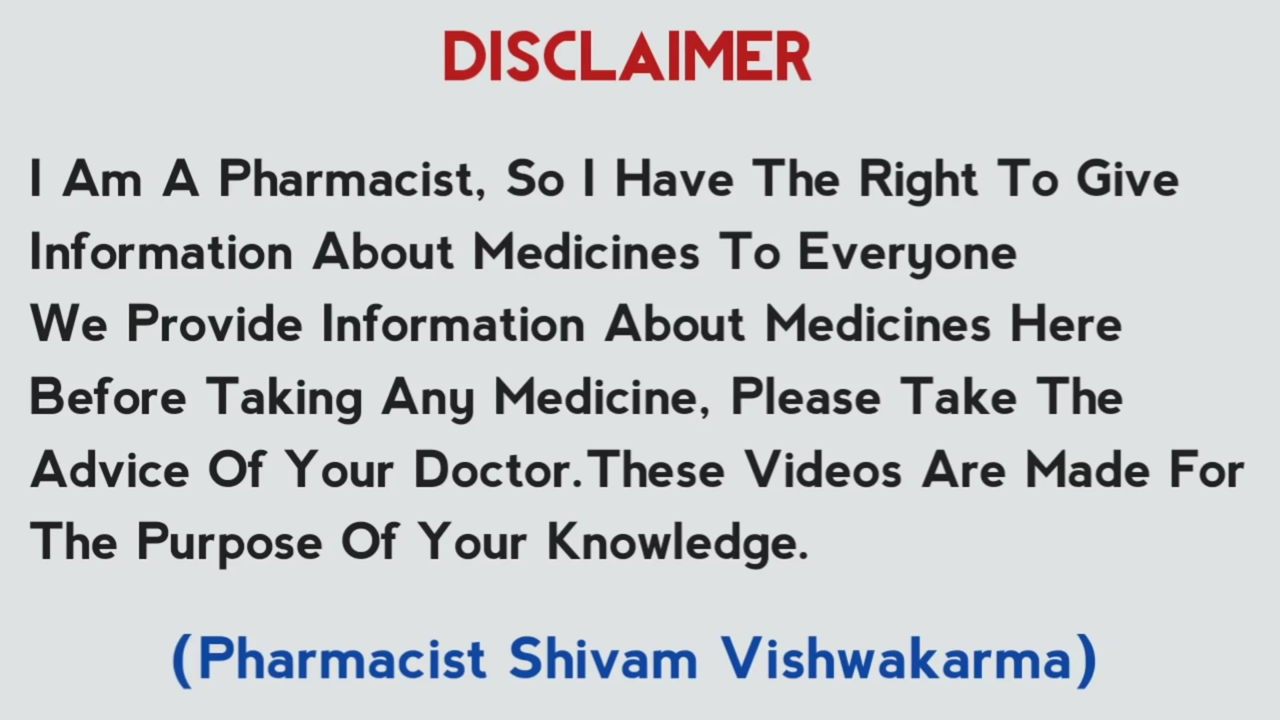 DISCLAIMER
I Am A Pharmacist, So I Have The Right To Give
Information About Medicines To Everyone
We Provide Information About Medicines Here
Before Taking Any Medicine, Please Take The
Advice Of Your Doctor.These Videos Are Made For
The Purpose Of Your Knowledge.
(Pharmacist Shivam Vishwakarma)